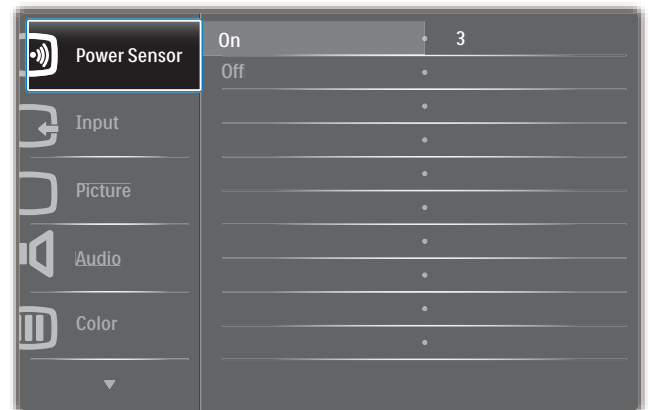 Power Sensor
On 3
Off
Input
Picture
Audio
Color